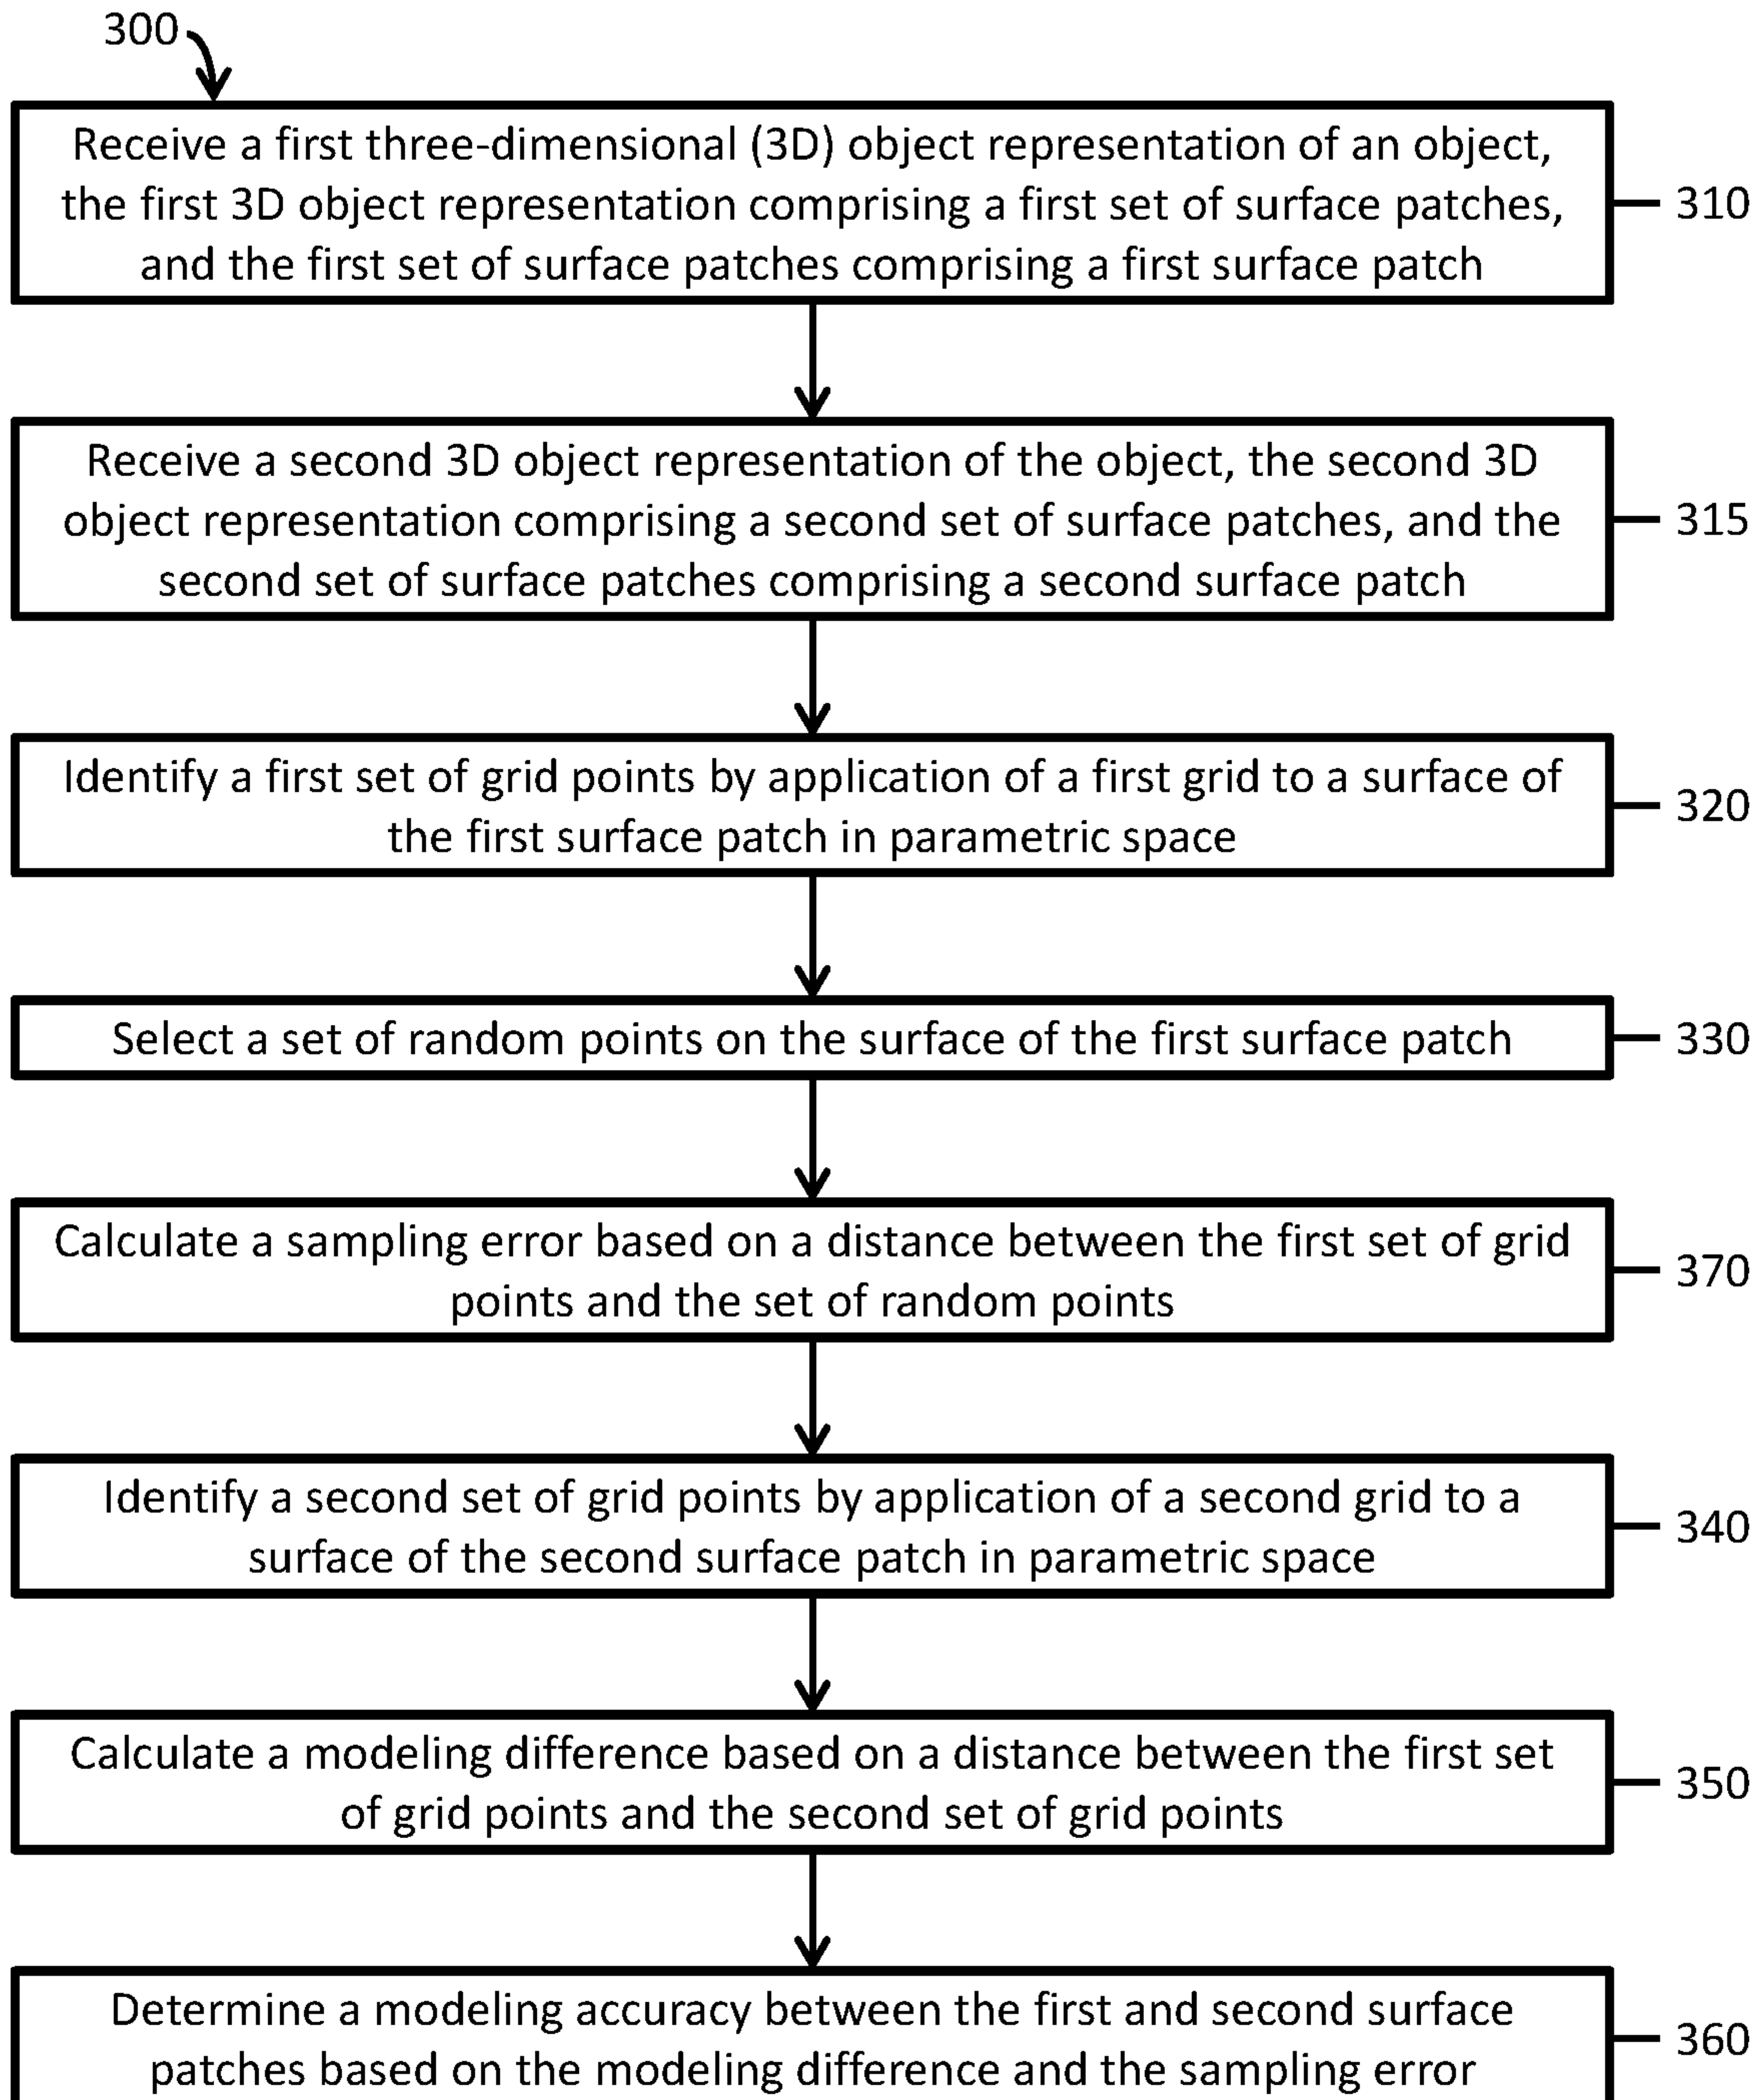 300
Receive a first three-dimensional (3D) object representation of an object,
the first 3D object representation comprising a first set of surface patches,
and the first set of surface patches comprising a first surface patch
310
Receive a second 3D object representation of the object, the second 3D
object representation comprising a second set of surface patches, and the
second set of surface patches comprising a second surface patch
315
Identify a first set of grid points by application of a first grid to a surface of
the first surface patch in parametric space
320
Select a set of random points on the surface of the first surface patch
330
Calculate a sampling error based on a distance between the first set of grid
points and the set of random points
370
Identify a second set of grid points by application of a second grid to a
surface of the second surface patch in parametric space
340
Calculate a modeling difference based on a distance between the first set
of grid points and the second set of grid points
350
Determine a modeling accuracy between the first and second surface
patches based on the modeling difference and the sampling error
360